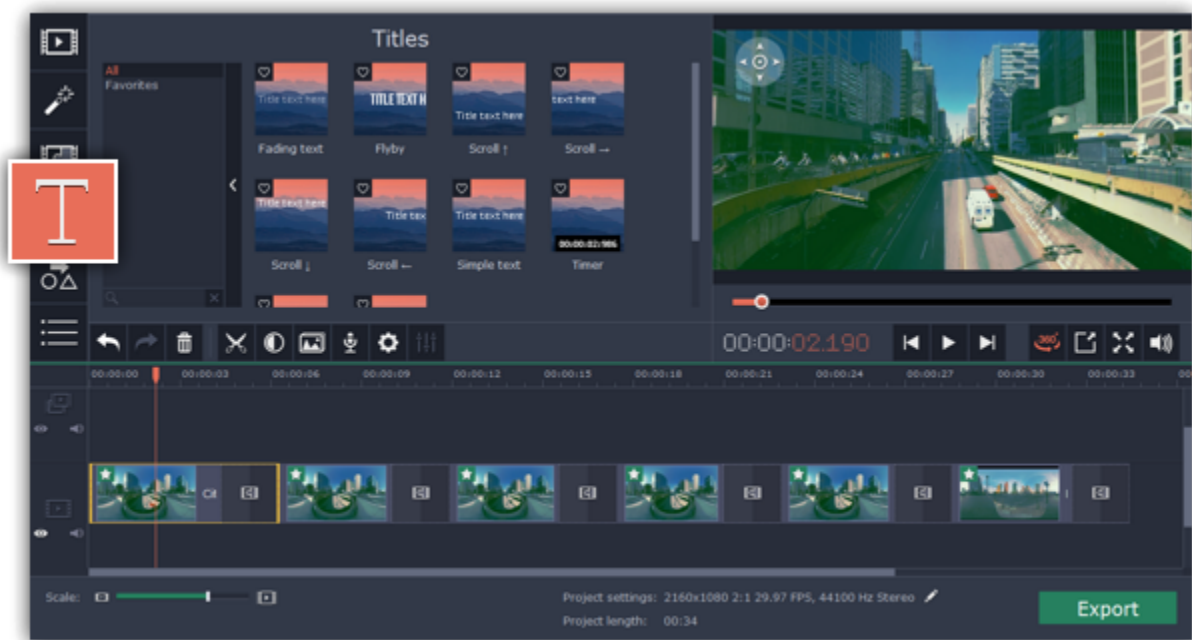 Titles
All
Favorites
Title text here
TITLE TEXT H
Title text here
text here
Fading text
Flyby
Scroll ↑
Scroll →
T
Title text here
Title tex
Title text here
00:00:02:986
Scroll ↓
Scroll ←
Simple text
Timer
00:00:02.190
360°
00:00:00
00:00:03
00:00:06
00:00:09
00:00:12
00:00:15
00:00:18
00:00:21
00:00:24
00:00:27
00:00:30
00:00:33
00
Cit
Scale:
Project settings: 2160x1080 2:1 29.97 FPS, 44100 Hz Stereo
Project length: 00:34
Export